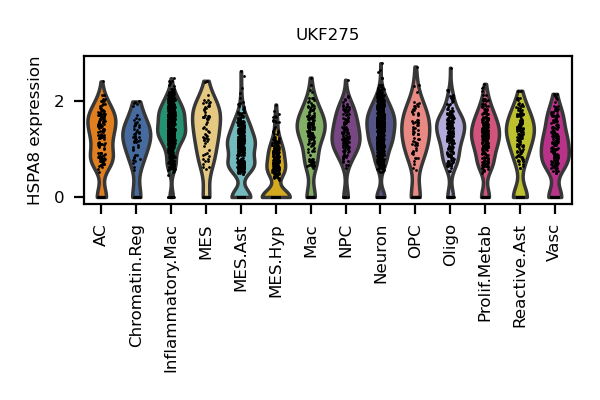 UKF275
HSPA8 expression
2
0
AC
Chromatin.Reg
Inflammatory.Mac
MES
MES.Ast
MES.Hyp
Mac
NPC
Neuron
OPC
Oligo
Prolif.Metab
Reactive.Ast
Vasc